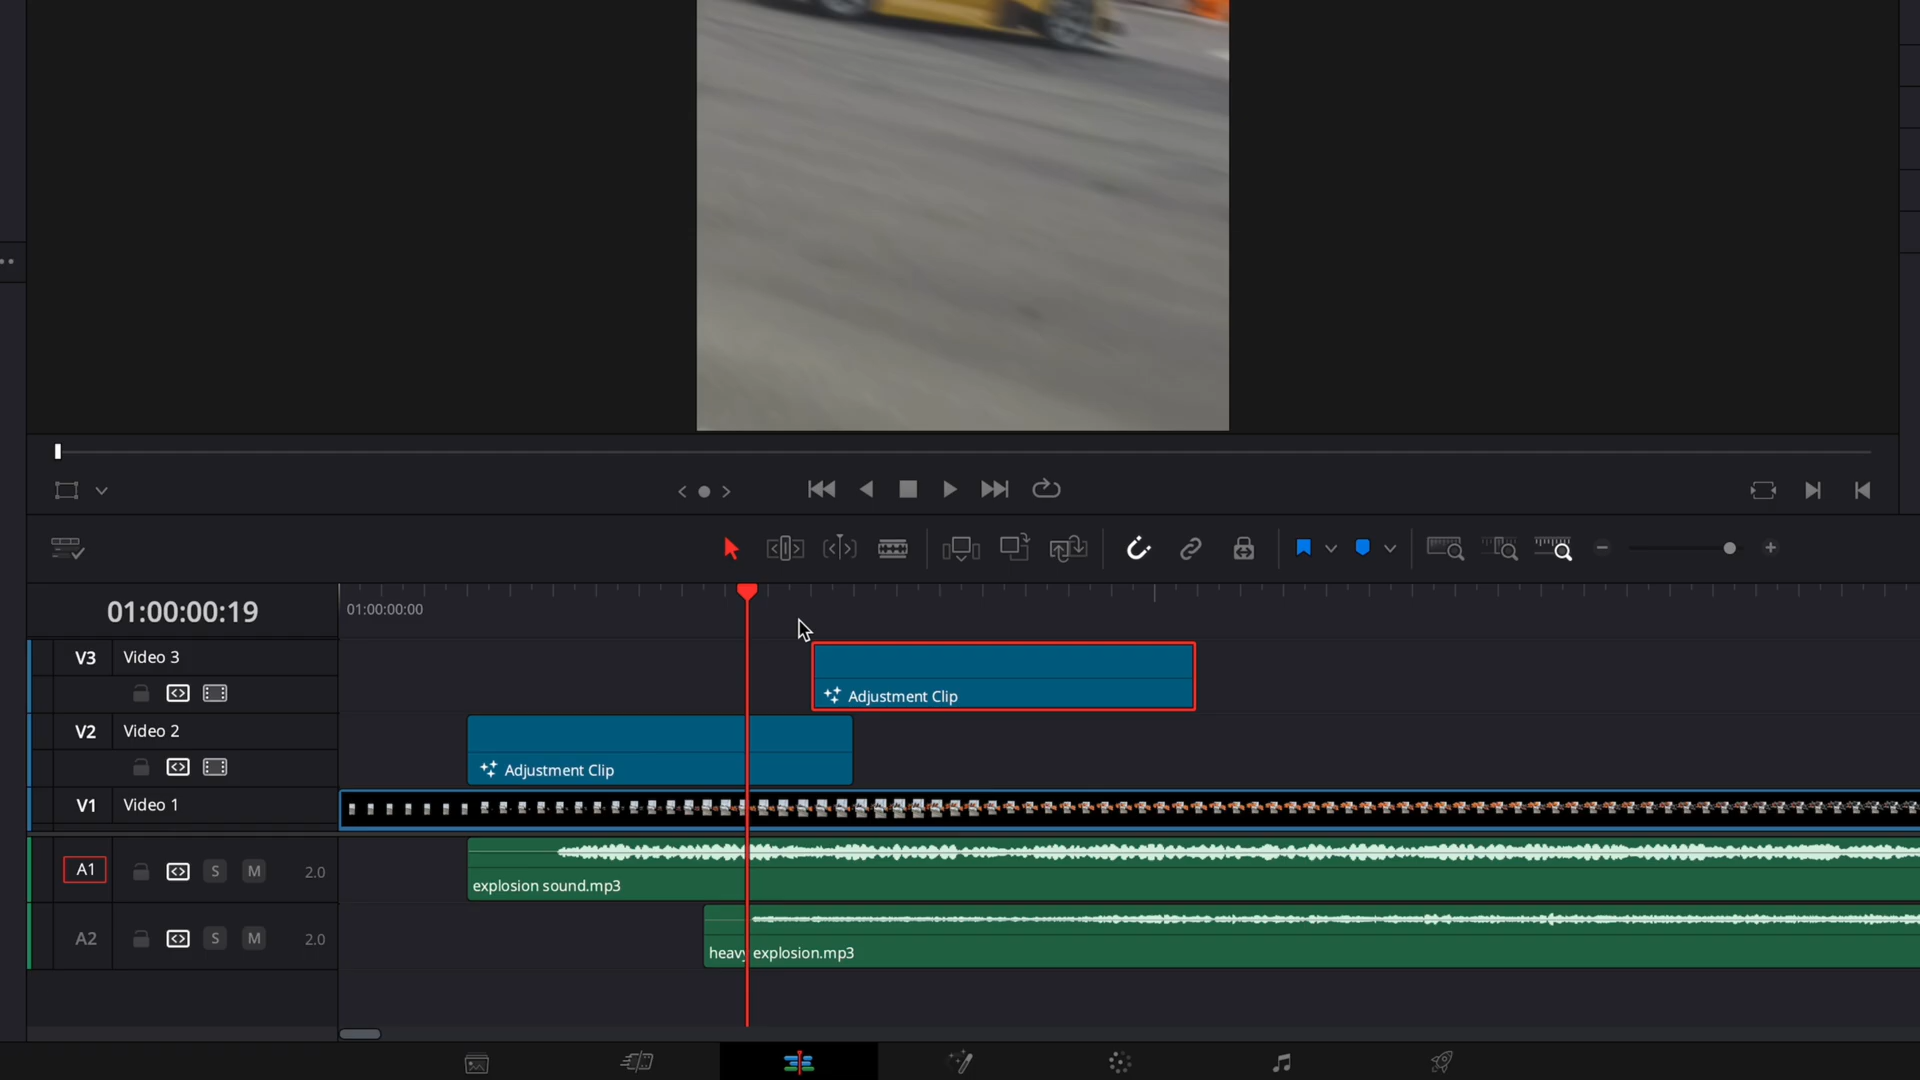 01:00:00:19
01:00:00:00
V3 Video 3
Adjustment Clip
V2 Video 2
Adjustment Clip
V1 Video 1
A1 S M 2.0
explosion sound.mp3
A2 S M 2.0
heavy explosion.mp3